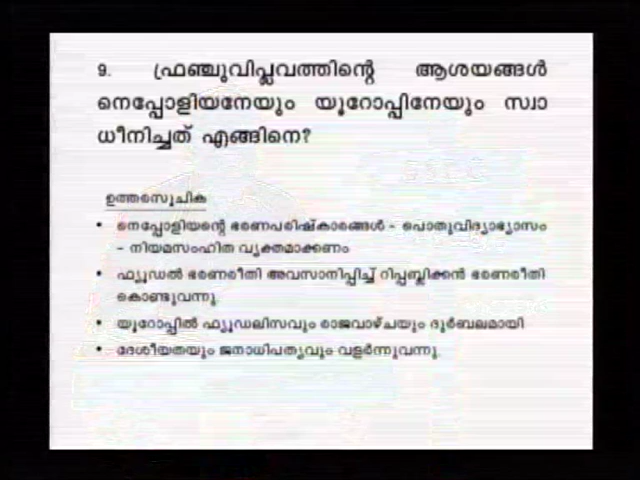 9. ഫ്രഞ്ചുവിപ്ലവത്തിന്റെ ആശയങ്ങൾ
നെപ്പോളിയനേയും യൂറോപ്പിനേയും സ്വാ
ധീനിച്ചത് എങ്ങിനെ?
ഉത്തരസൂചിക
• നെപ്പോളിയന്റെ ഭരണപരിഷ്കാരങ്ങൾ - പൊതുവിദ്യാഭ്യാസം
- നിയമസംഹിത വ്യക്തമാക്കണം
• ഫ്യൂഡൽ ഭരണരീതി അവസാനിപ്പിച്ച് റിപ്പബ്ലിക്കൻ ഭരണരീതി
കൊണ്ടുവന്നു.
• യൂറോപ്പിൽ ഫ്യൂഡലിസവും രാജവാഴ്ചയും ദുർബലമായി
• ദേശീയതയും ജനാധിപത്യവും വളർന്നുവന്നു.